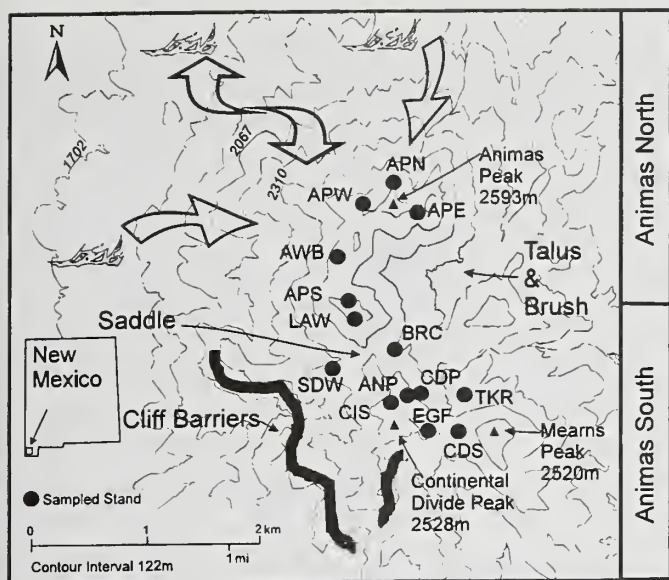 N
1702
2067
2310
APN
Animas
Peak
2593m
APW
APE
AWB
Talus
&
Brush
APS
LAW
Saddle
BRC
New
Mexico
SDW
ANP
CDP
TKR
CIS
EGF
Cliff Barriers
CDS
Mearns
Peak
2520m
Continental
Divide Peak
2528m
Sampled Stand
0
1
2 km
1 mi
Contour Interval 122m
Animas North
Animas South